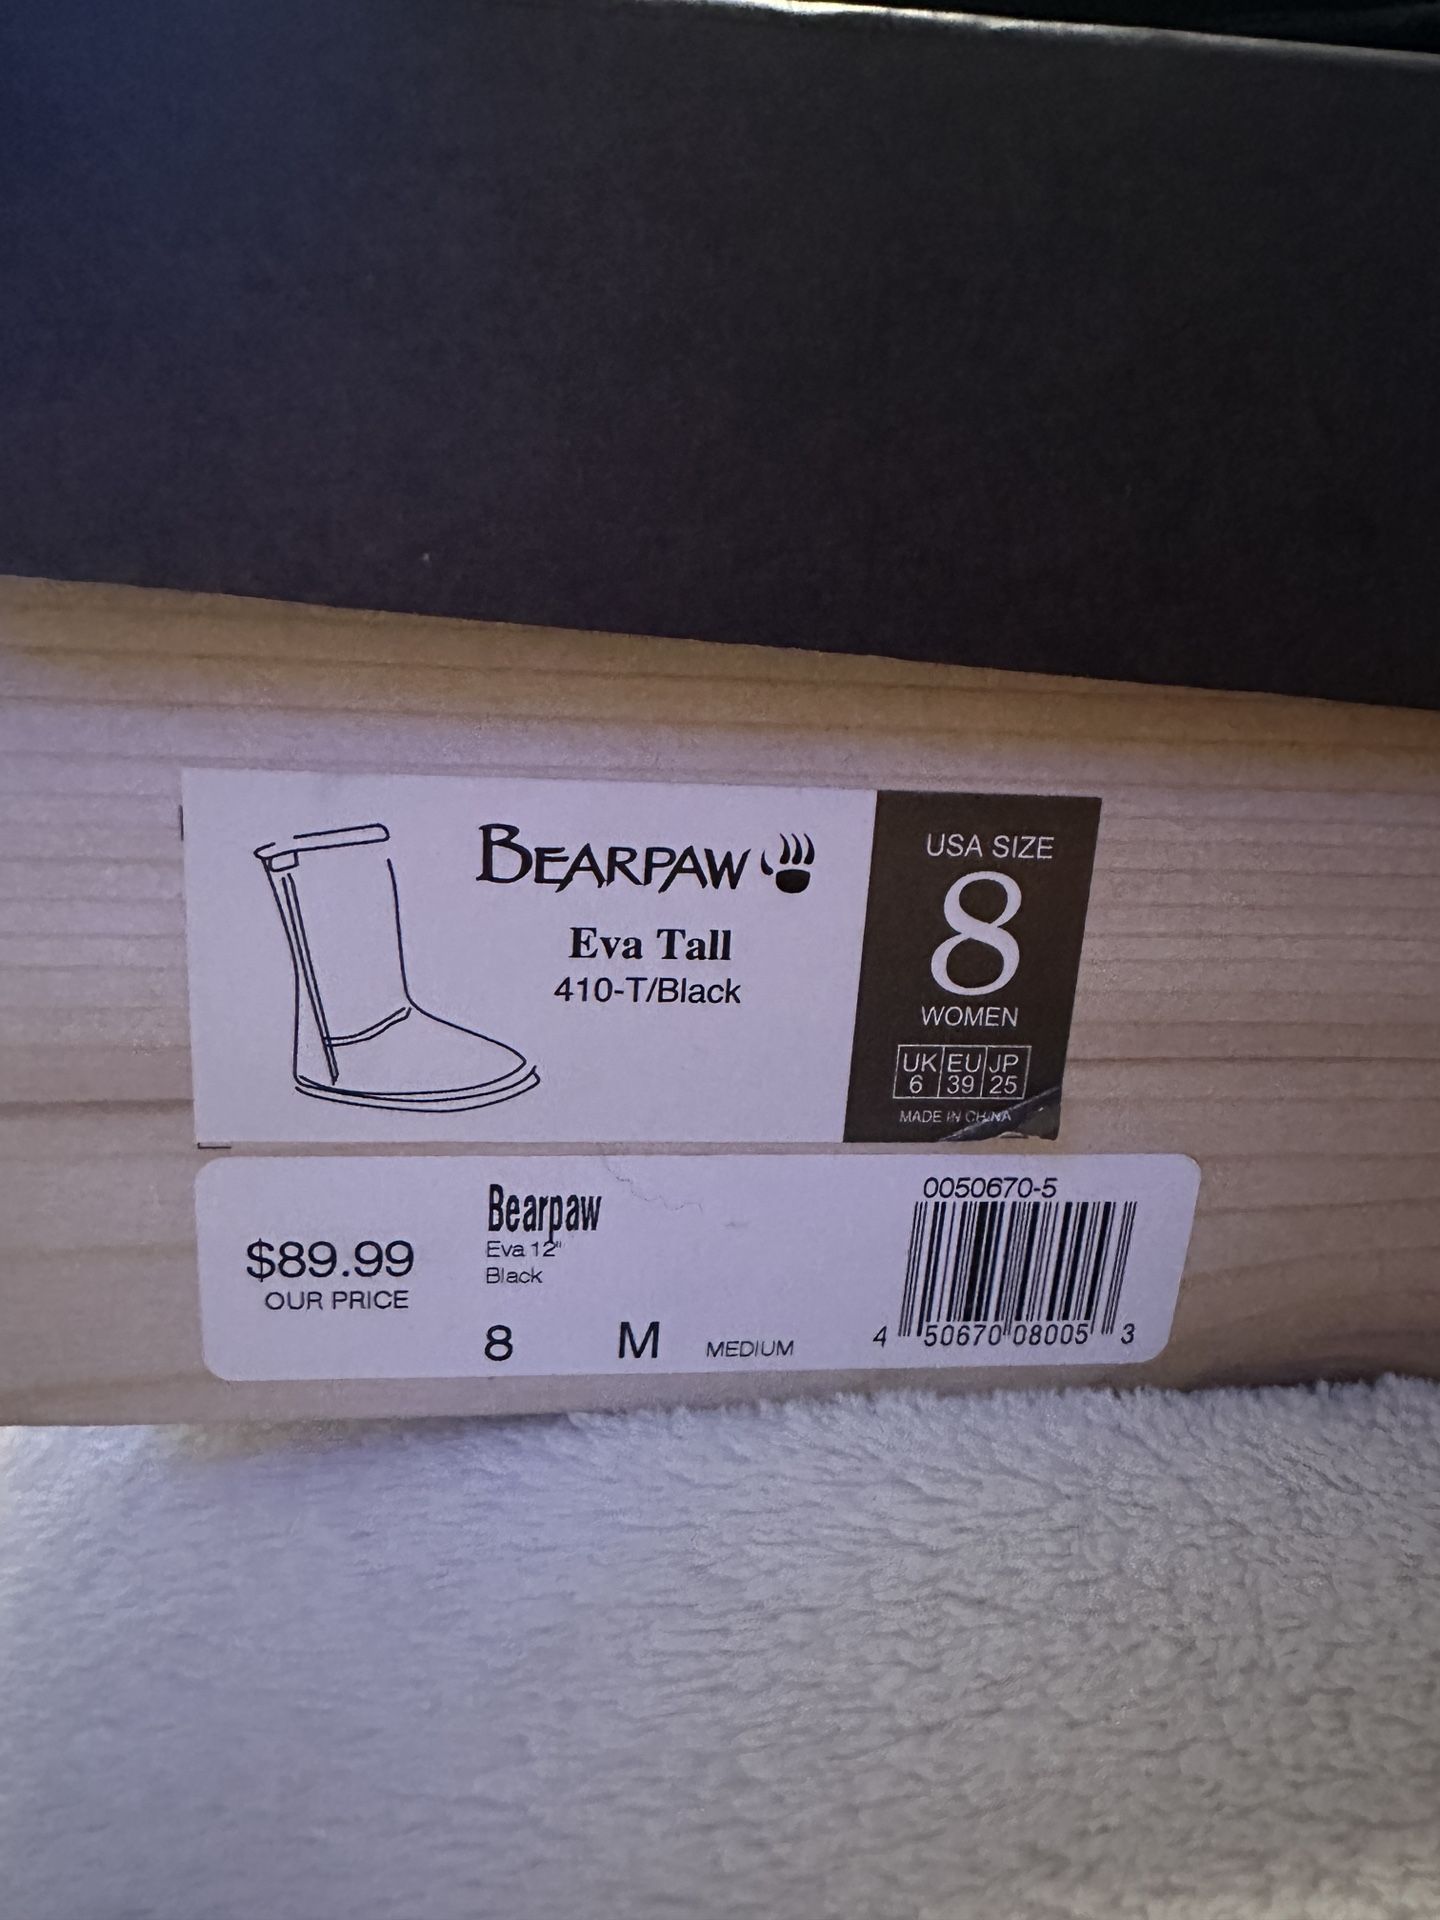 BEARPAW
Eva Tall
410-T/Black
USA SIZE
8
WOMEN
UK EU JP
6 39 25
MADE IN CHINA
$89.99
OUR PRICE
Bearpaw
Eva 12"
Black
8 M MEDIUM
0050670-5
4 50670 08005 3